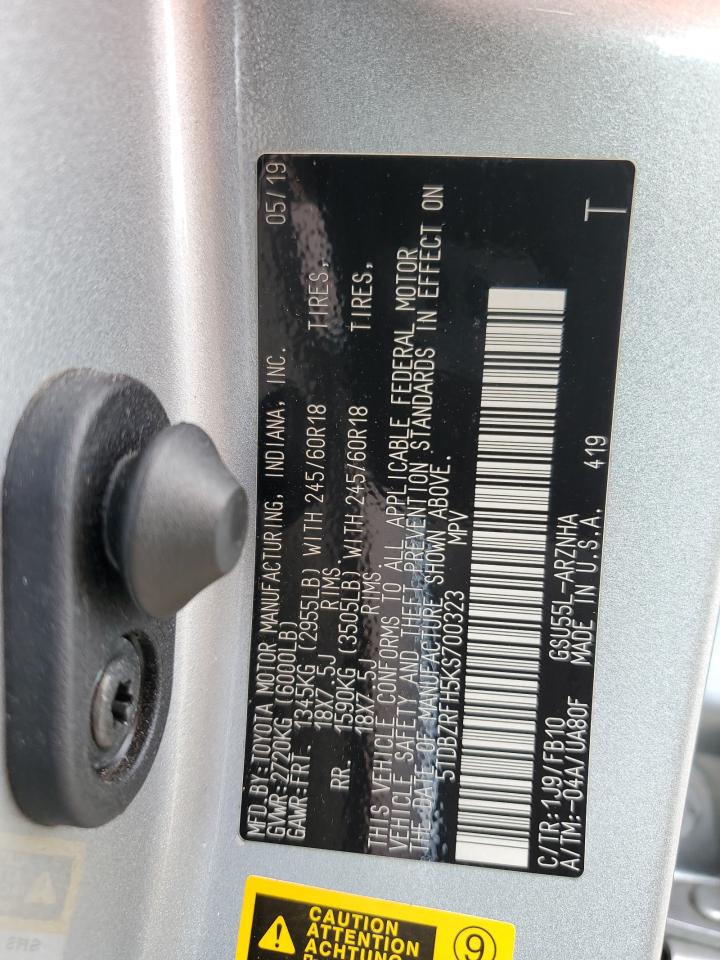 MFD.BY:TOYOTA MOTOR MANUFACTURING, INDIANA, INC. 05/19
GVWR:2720KG (6000LB)
GAWR:FRT. 1345KG (2955LB) WITH 245/60R18 TIRES,
18X7.5J RIMS.
RR. 1590KG (3505LB) WITH 245/60R18 TIRES,
18X7.5J RIMS.
THIS VEHICLE CONFORMS TO ALL APPLICABLE FEDERAL MOTOR
VEHICLE SAFETY AND THEFT PREVENTION STANDARDS IN EFFECT ON
THE DATE OF MANUFACTURE SHOWN ABOVE.
5TDBZRFH5KS700323 MPV
C/TR:1J9/FB10 GSU55L-ARZNHA
A/TM:-04A/UA80F MADE IN U.S.A. 419 T
CAUTION
ATTENTION
ACHTUNG
9
SRS